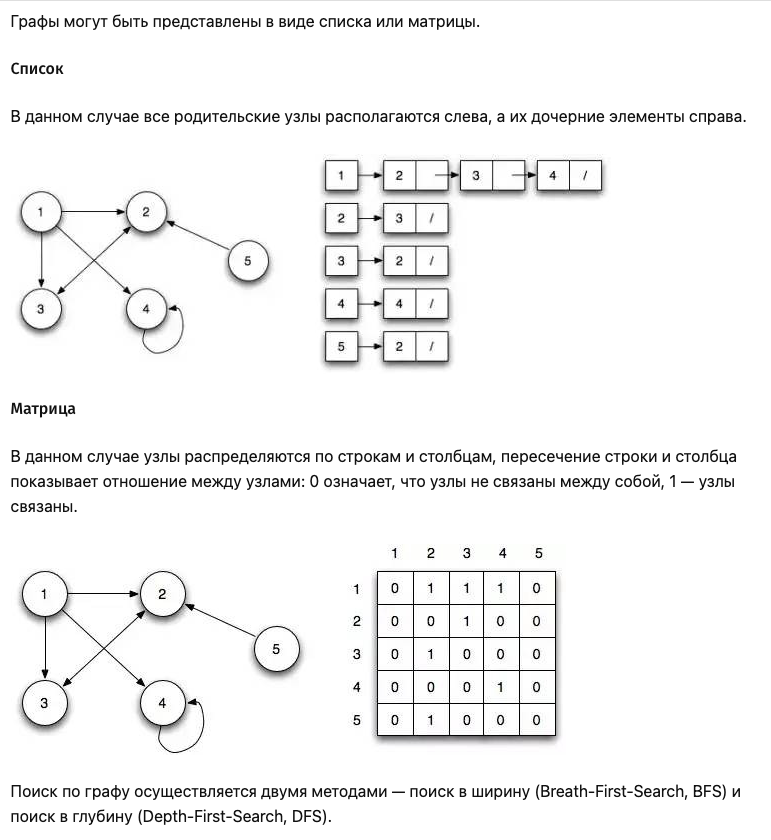 Графы могут быть представлены в виде списка или матрицы.
Список
В данном случае все родительские узлы располагаются слева, а их дочерние элементы справа.
1 2 3 4 /
2 3 /
3 2 /
4 4 /
5 2 /
1 2
5
3 4
Матрица
В данном случае узлы распределяются по строкам и столбцам, пересечение строки и столбца
показывает отношение между узлами: 0 означает, что узлы не связаны между собой, 1 — узлы
связаны.
1 2
5
3 4
1 2 3 4 5
1 0 1 1 1 0
2 0 0 1 0 0
3 0 1 0 0 0
4 0 0 0 1 0
5 0 1 0 0 0
Поиск по графу осуществляется двумя методами — поиск в ширину (Breath-First-Search, BFS) и
поиск в глубину (Depth-First-Search, DFS).